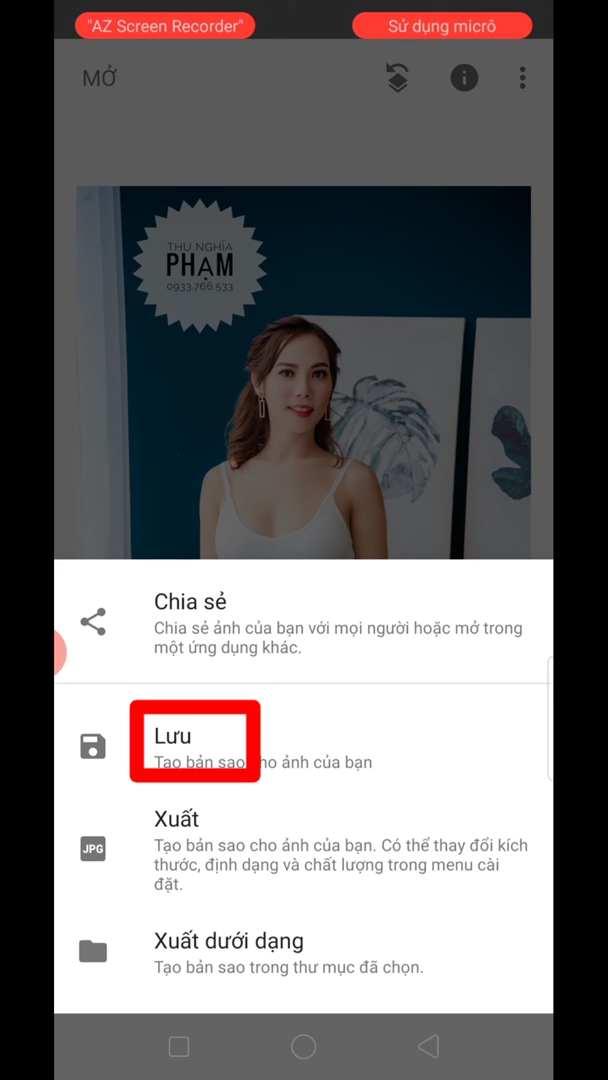 "AZ Screen Recorder"
Sử dụng micrô
MỞ
THU NGHĨA
PHẠM
0933 766 533
Chia sẻ
Chia sẻ ảnh của bạn với mọi người hoặc mở trong
một ứng dụng khác.
Lưu
Tạo bản sao cho ảnh của bạn
JPG
Xuất
Tạo bản sao cho ảnh của bạn. Có thể thay đổi kích
thước, định dạng và chất lượng trong menu cài
đặt.
Xuất dưới dạng
Tạo bản sao trong thư mục đã chọn.